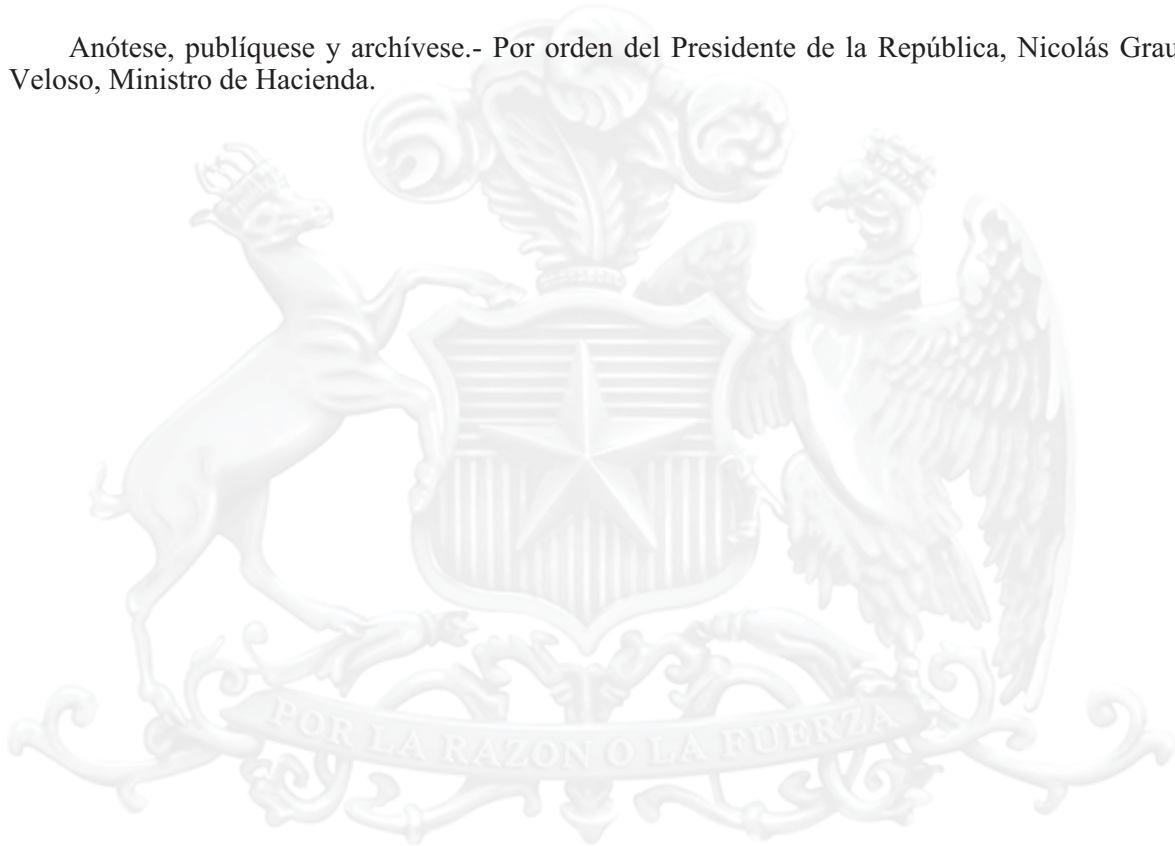 Anótese, publíquese y archívese.- Por orden del Presidente de la República, Nicolás Grau
Veloso, Ministro de Hacienda.
POR LA RAZON O LA FUERZA